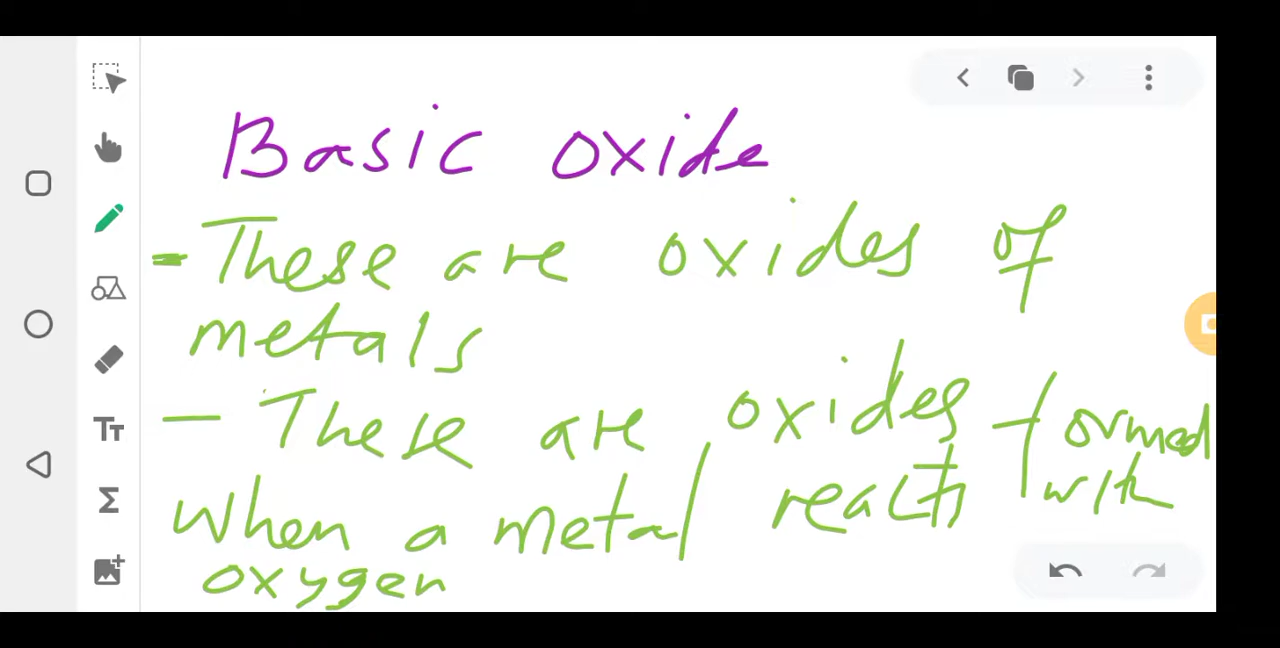 Basic oxide
- These are oxides of
metals
- These are oxides formed
when a metal reacts with
oxygen